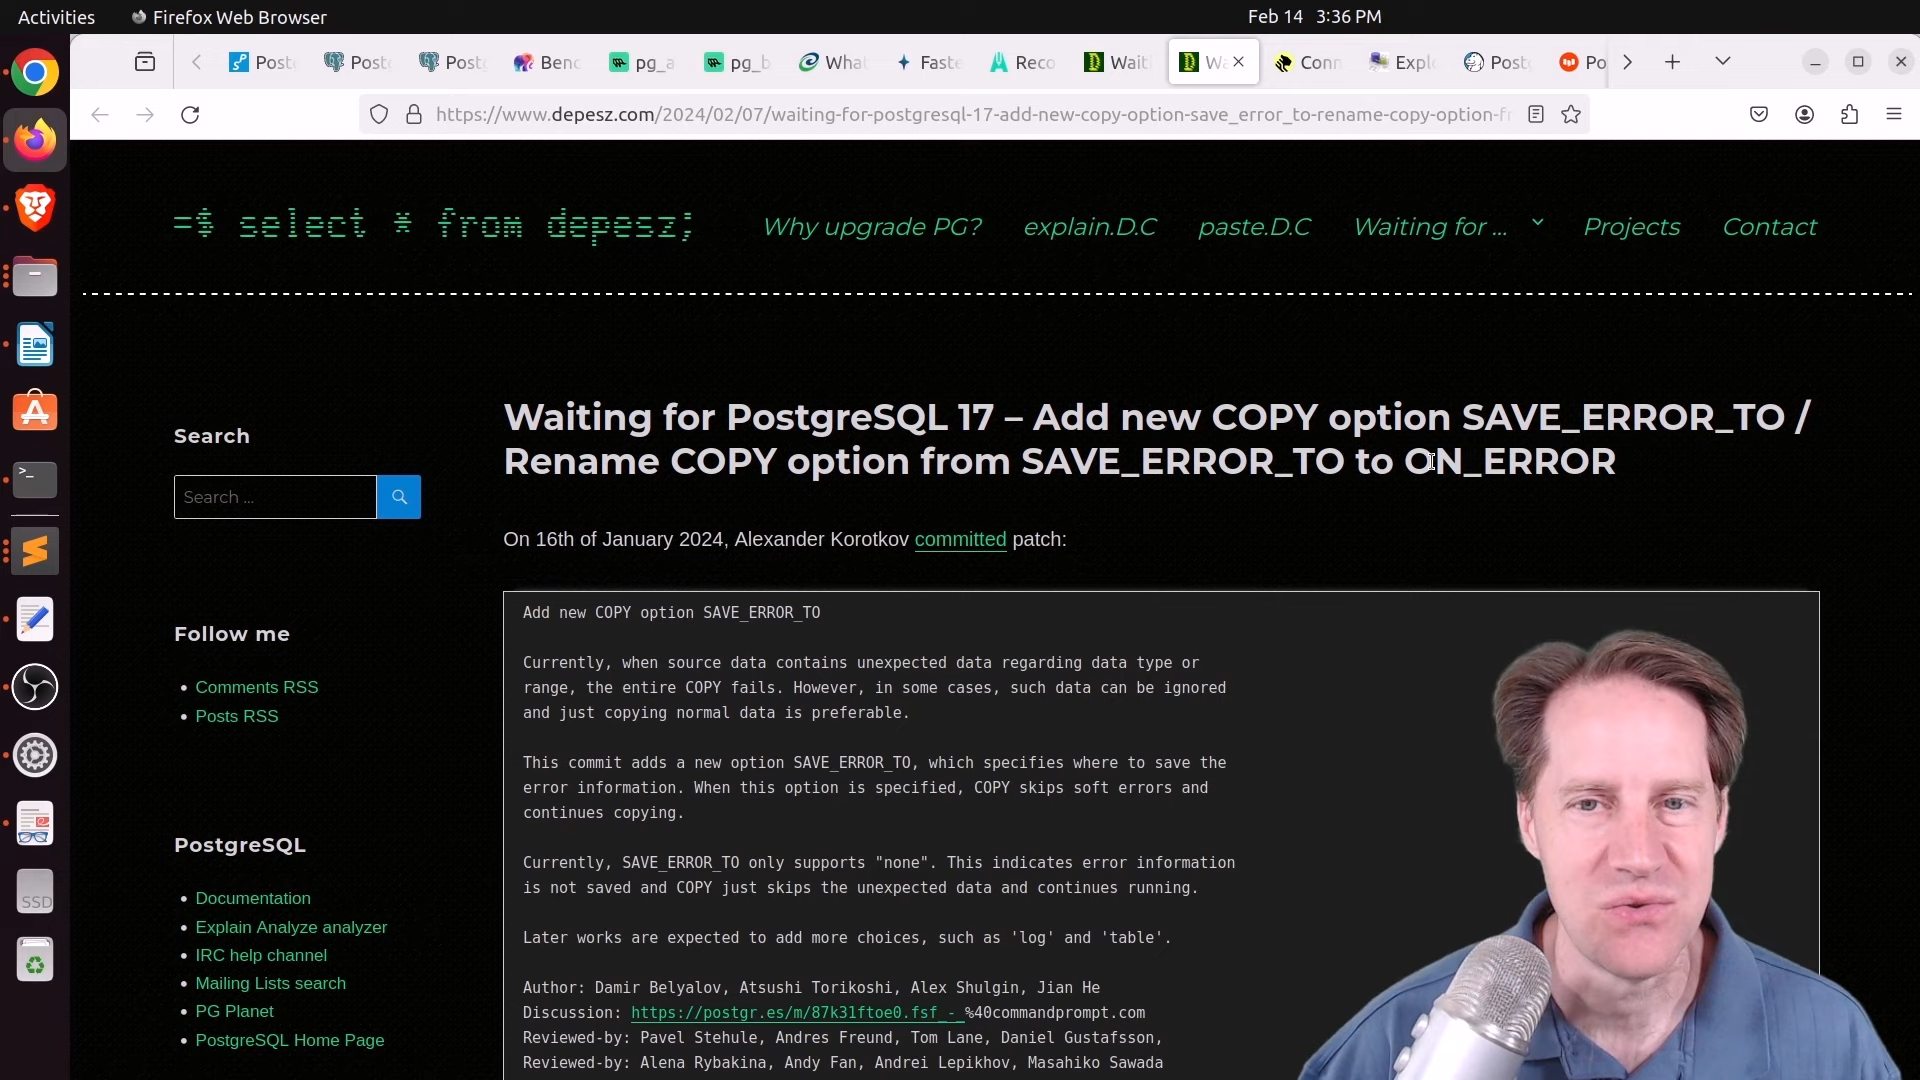 Activities
Firefox Web Browser
Feb 14 3:36 PM
Post
Post
Post
Benc
pg_a
pg_b
What
Faste
Reco
Wait
Wa
Conn
Expl
Post
Po
https://www.depesz.com/2024/02/07/waiting-for-postgresql-17-add-new-copy-option-save_error_to-rename-copy-option-fr
=$ select * from depesz;
Why upgrade PG?
explain.D.C
paste.D.C
Waiting for ...
Projects
Contact
Search
Search ...
Follow me
Comments RSS
Posts RSS
PostgreSQL
Documentation
Explain Analyze analyzer
IRC help channel
Mailing Lists search
PG Planet
PostgreSQL Home Page
SSD
Waiting for PostgreSQL 17 – Add new COPY option SAVE_ERROR_TO /
Rename COPY option from SAVE_ERROR_TO to ON_ERROR
On 16th of January 2024, Alexander Korotkov committed patch:
Add new COPY option SAVE_ERROR_TO
Currently, when source data contains unexpected data regarding data type or
range, the entire COPY fails. However, in some cases, such data can be ignored
and just copying normal data is preferable.
This commit adds a new option SAVE_ERROR_TO, which specifies where to save the
error information. When this option is specified, COPY skips soft errors and
continues copying.
Currently, SAVE_ERROR_TO only supports "none". This indicates error information
is not saved and COPY just skips the unexpected data and continues running.
Later works are expected to add more choices, such as 'log' and 'table'.
Author: Damir Belyalov, Atsushi Torikoshi, Alex Shulgin, Jian He
Discussion: https://postgr.es/m/87k31ftoe0.fsf_-_%40commandprompt.com
Reviewed-by: Pavel Stehule, Andres Freund, Tom Lane, Daniel Gustafsson,
Reviewed-by: Alena Rybakina, Andy Fan, Andrei Lepikhov, Masahiko Sawada